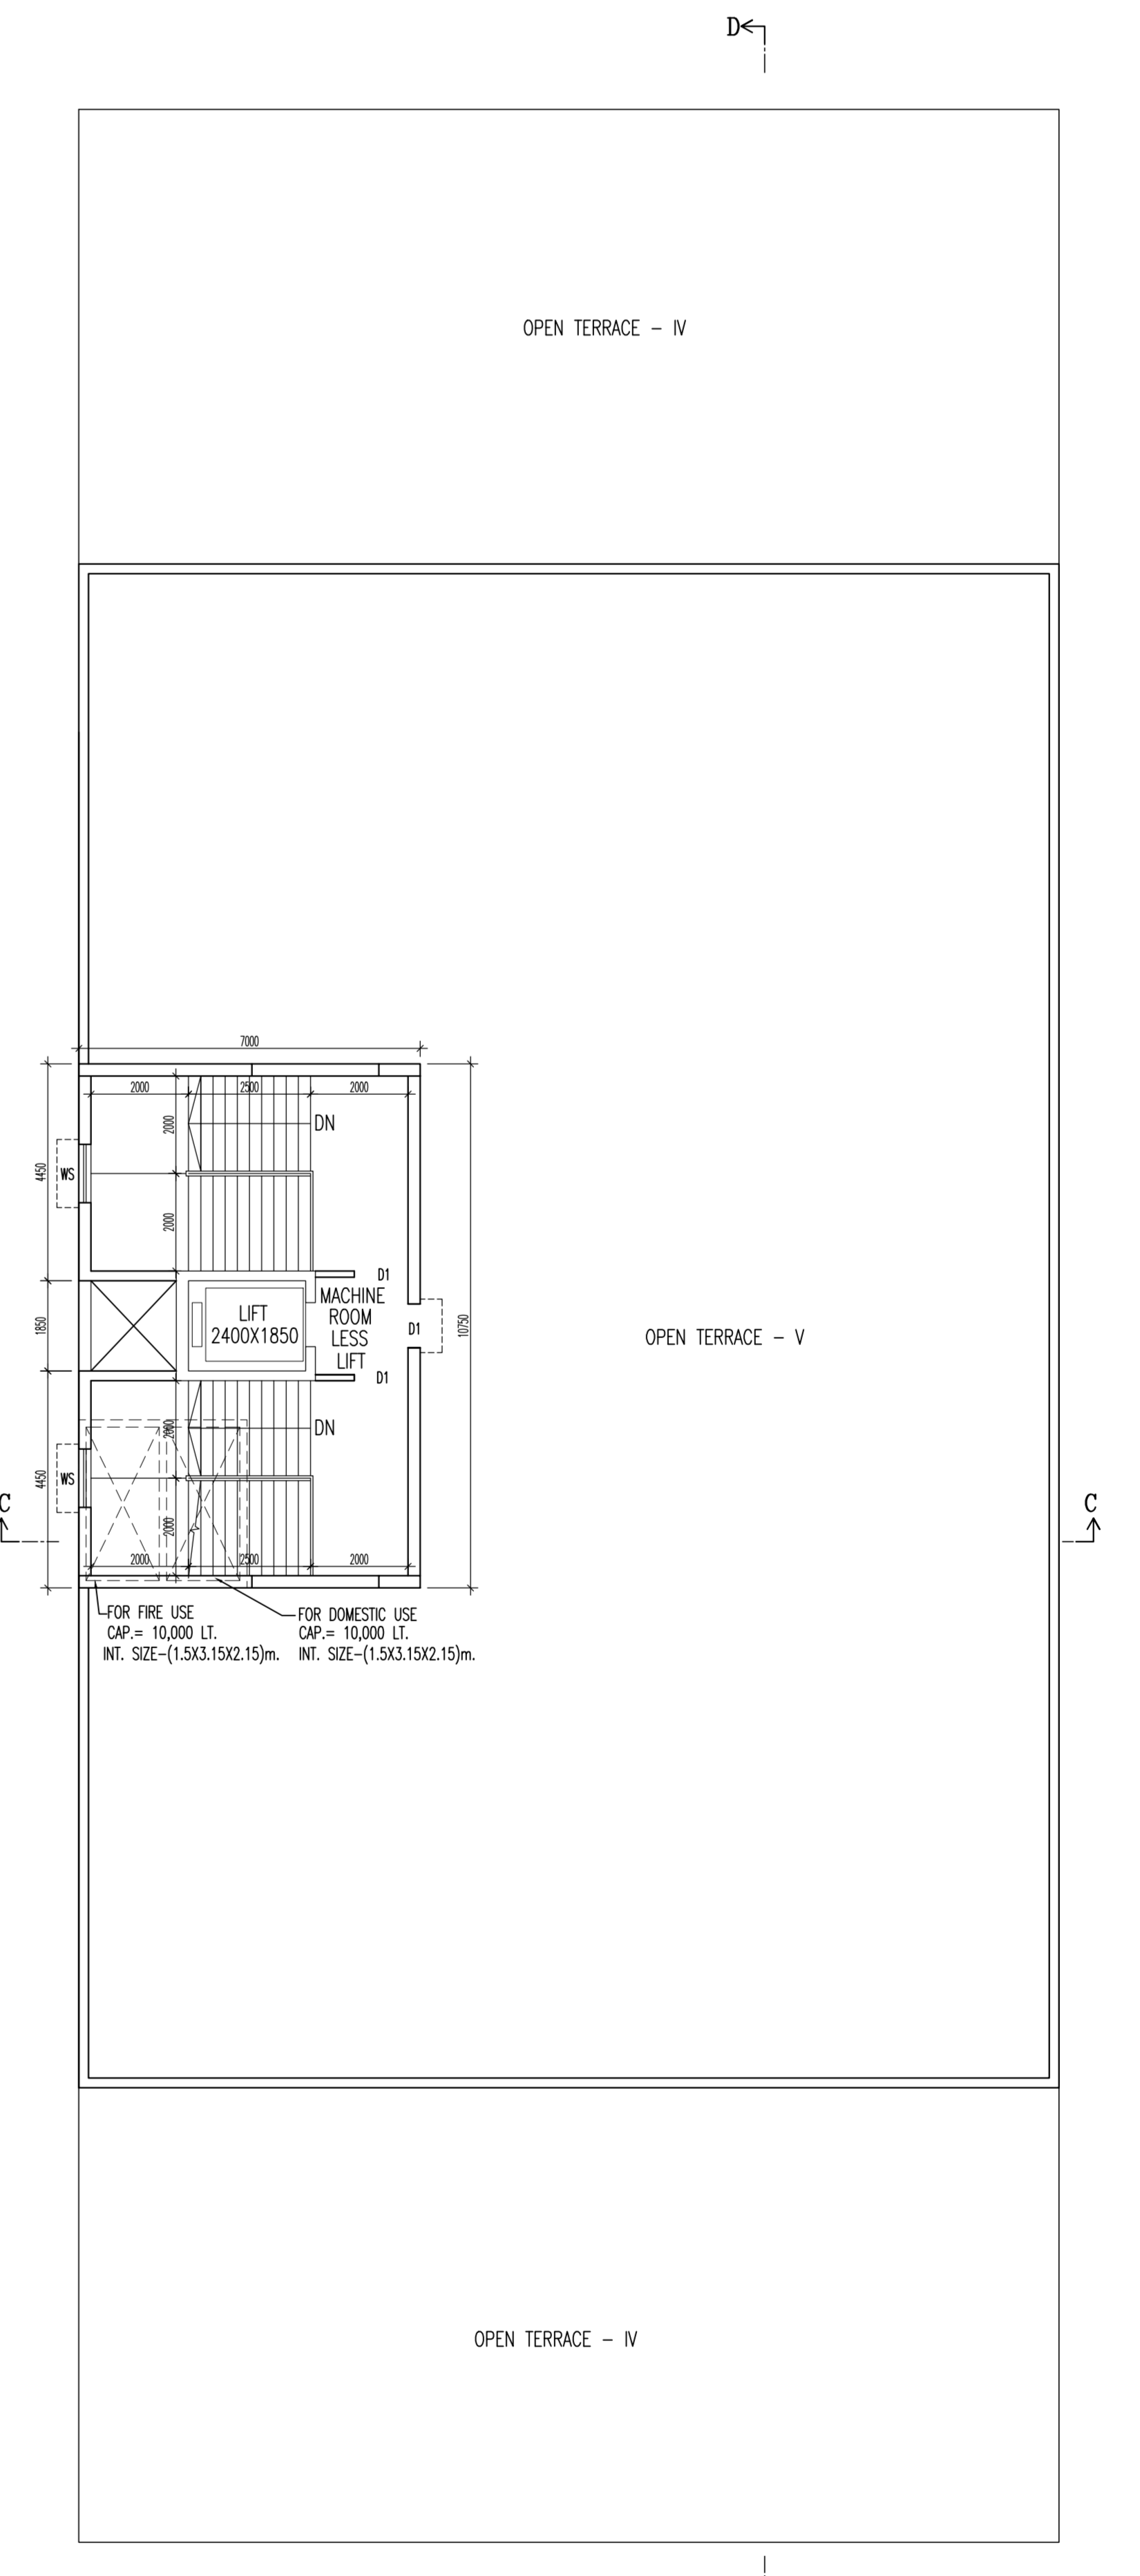 D
OPEN TERRACE - IV
7000
2000
2500
2000
2000
DN
4450
WS
2000
D1
MACHINE
ROOM
LESS
LIFT
LIFT
2400X1850
1850
D1
10750
OPEN TERRACE - V
D1
2000
DN
4450
WS
C
C
2000
2000
2500
2000
FOR FIRE USE
CAP.= 10,000 LT.
INT. SIZE-(1.5X3.15X2.15)m.
FOR DOMESTIC USE
CAP.= 10,000 LT.
INT. SIZE-(1.5X3.15X2.15)m.
OPEN TERRACE - IV